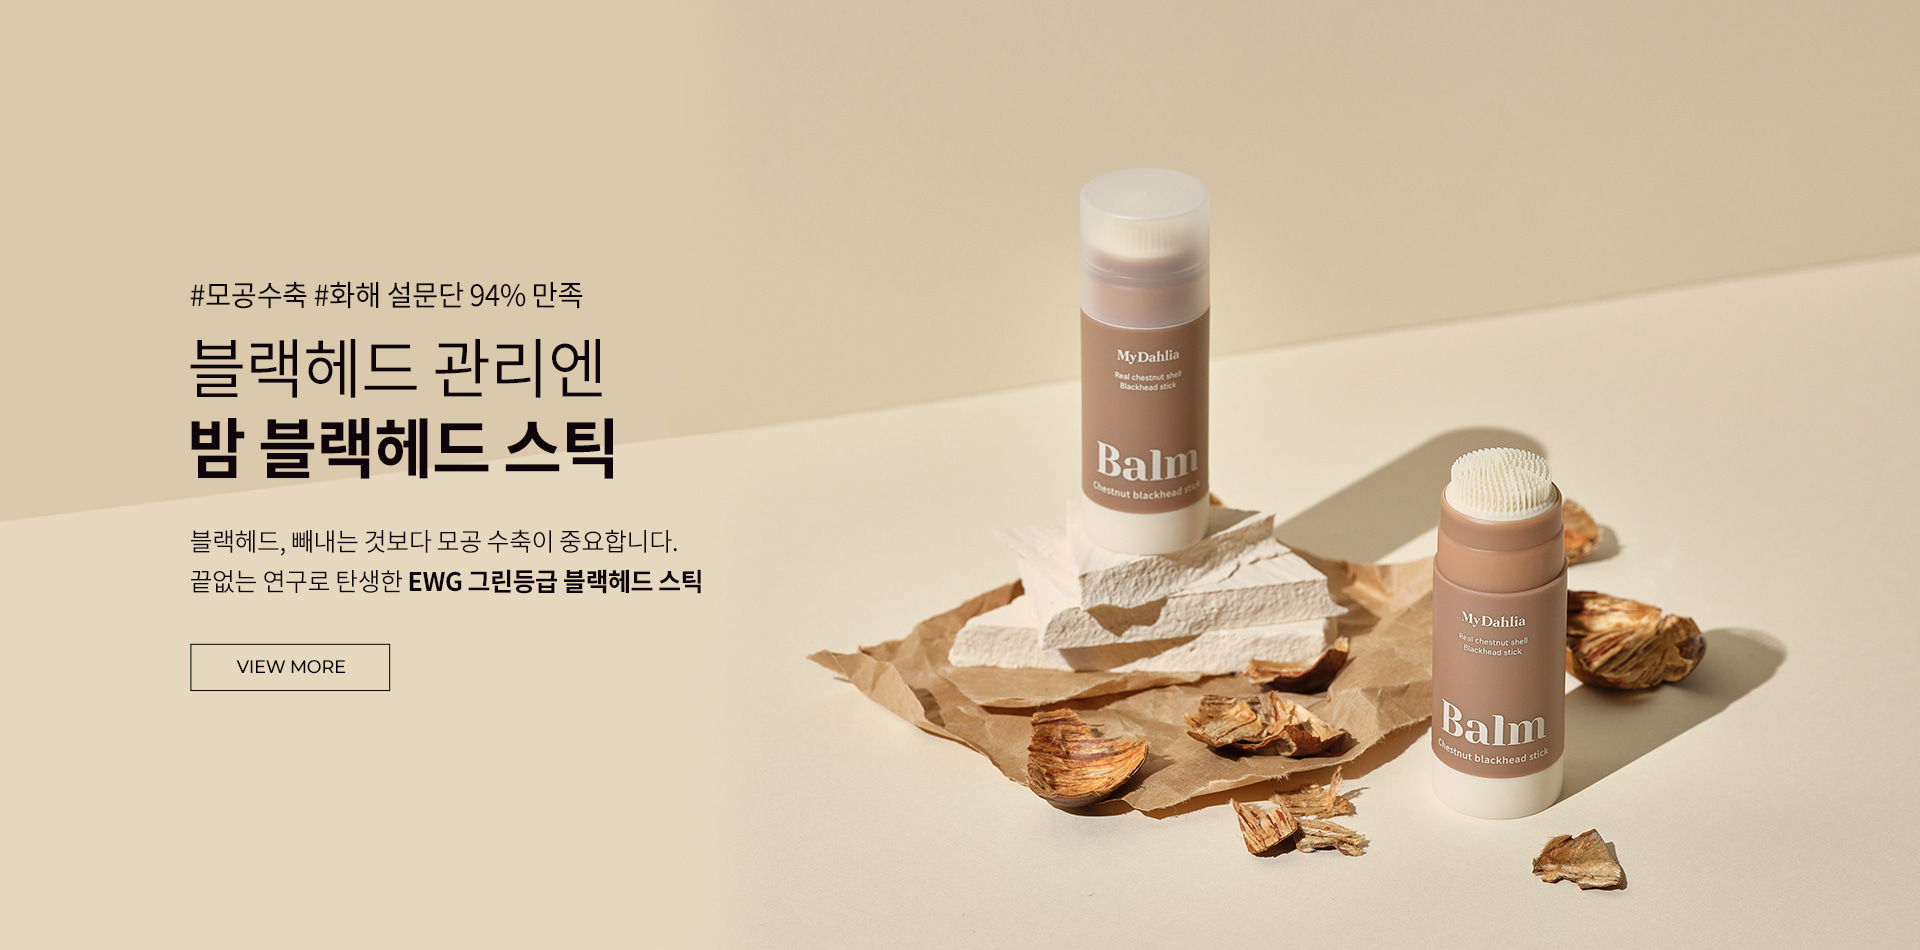 #모공수축 #화해 설문단 94% 만족
블랙헤드 관리엔
밤 블랙헤드 스틱
블랙헤드, 빼내는 것보다 모공 수축이 중요합니다.
끝없는 연구로 탄생한 EWG 그린등급 블랙헤드 스틱
VIEW MORE
MyDahlia
Real chestnut shell
Blackhead stick
Balm
Chestnut blackhead stick
MyDahlia
Real chestnut shell
Blackhead stick
Balm
Chestnut blackhead stick